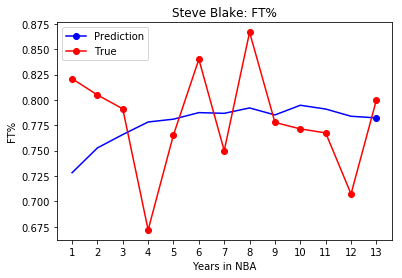 Steve Blake: FT%
Prediction
True
0.875
0.850
0.825
0.800
0.775
0.750
0.725
0.700
0.675
FT%
1 2 3 4 5 6 7 8 9 10 11 12 13
Years in NBA